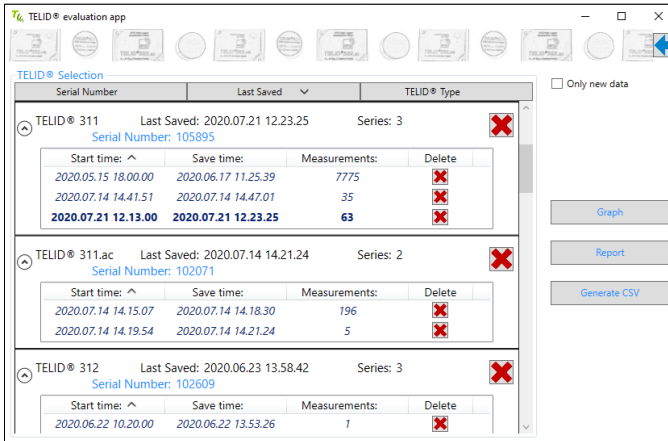 TELID® evaluation app
TELID® Selection
Only new data
Serial Number Last Saved TELID® Type
TELID® 311 Last Saved: 2020.07.21 12.23.25 Series: 3
Serial Number: 105895
Start time: Save time: Measurements: Delete
2020.05.15 18.00.00 2020.06.17 11.25.39 7775
2020.07.14 14.41.51 2020.07.14 14.47.01 35
2020.07.21 12.13.00 2020.07.21 12.23.25 63
Graph
TELID® 311.ac Last Saved: 2020.07.14 14.21.24 Series: 2
Serial Number: 102071
Report
Start time: Save time: Measurements: Delete
2020.07.14 14.15.07 2020.07.14 14.18.30 196
2020.07.14 14.19.54 2020.07.14 14.21.24 5
Generate CSV
TELID® 312 Last Saved: 2020.06.23 13.58.42 Series: 3
Serial Number: 102609
Start time: Save time: Measurements: Delete
2020.06.22 10.20.00 2020.06.22 13.53.26 1